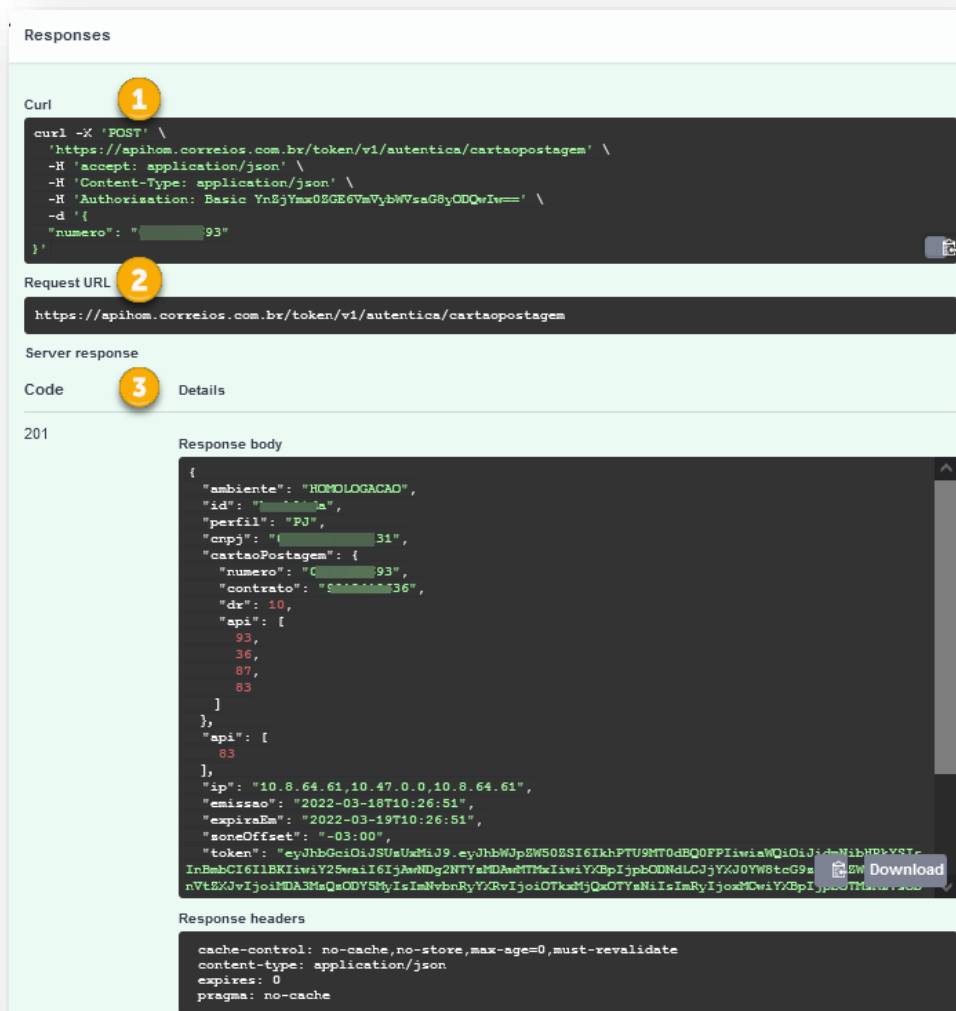 Responses
Curl
1
curl -X 'POST' \
'https://apihom.correios.com.br/token/v1/autentica/cartaopostagem' \
-H 'accept: application/json' \
-H 'Content-Type: application/json' \
-H 'Authorization: Basic YnZjYmx0ZGE6VmVybWVsaG8yODQwIw==' \
-d '{
"numero": " 93"
}'
Request URL
2
https://apihom.correios.com.br/token/v1/autentica/cartaopostagem
Server response
Code
3
Details
201
Response body
{
"ambiente": "HOMOLOGACAO",
"id": " a",
"perfil": "PJ",
"cnpj": " 31",
"cartaoPostagem": {
"numero": "0 93",
"contrato": "9 36",
"dr": 10,
"api": [
93,
36,
87,
83
]
},
"api": [
83
],
"ip": "10.8.64.61,10.47.0.0,10.8.64.61",
"emissao": "2022-03-18T10:26:51",
"expiraEm": "2022-03-19T10:26:51",
"zoneOffset": "-03:00",
"token":
Download
Response headers
cache-control: no-cache,no-store,max-age=0,must-revalidate
content-type: application/json
expires: 0
pragma: no-cache